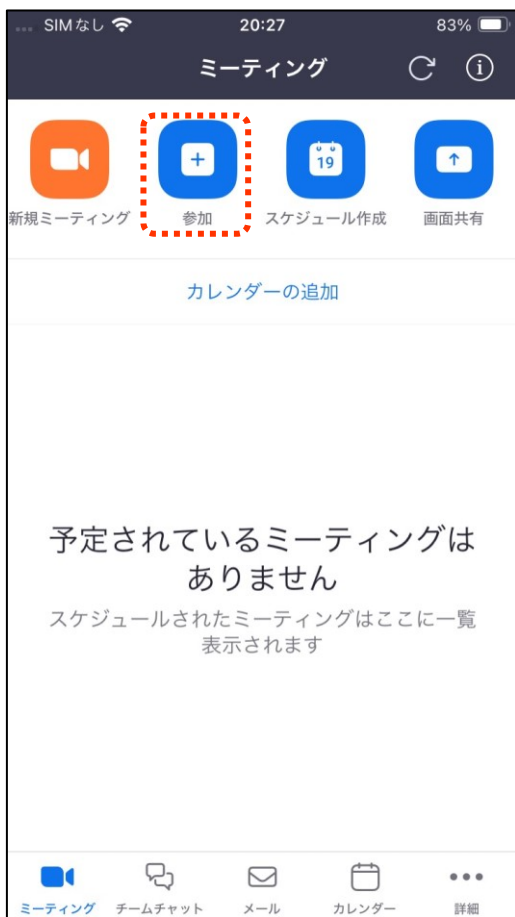 SIMなし 20:27 83%
ミーティング
19
新規ミーティング 参加 スケジュール作成 画面共有
カレンダーの追加
予定されているミーティングは
ありません
スケジュールされたミーティングはここに一覧
表示されます
ミーティング チームチャット メール カレンダー 詳細